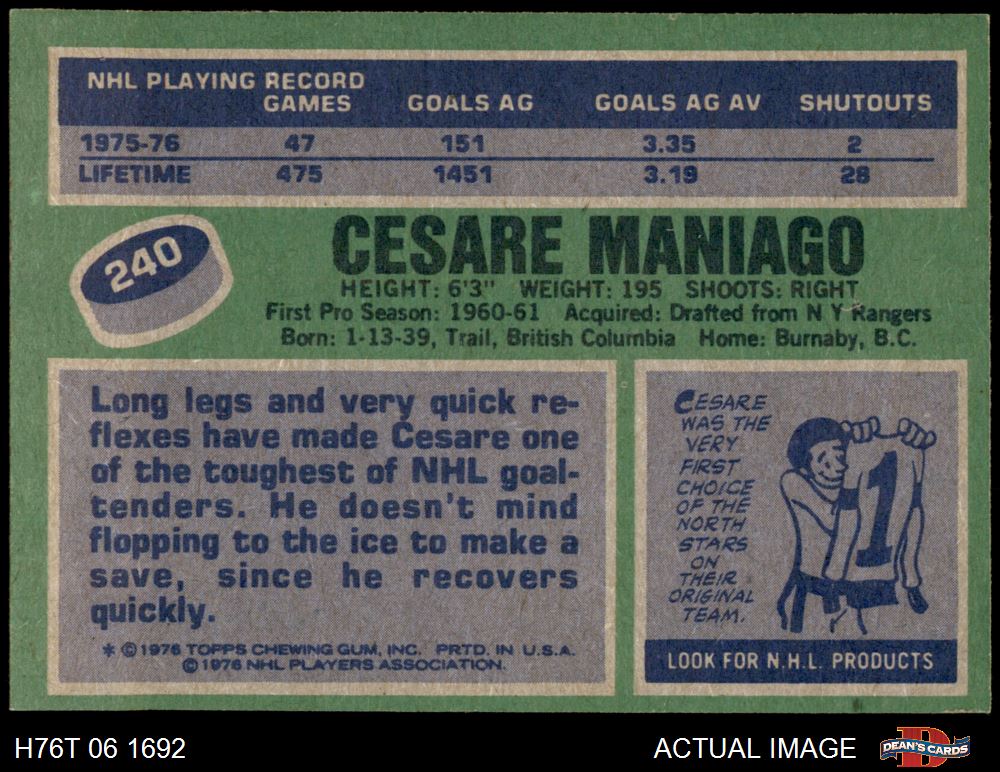 NHL PLAYING RECORD
GAMES GOALS AG GOALS AG AV SHUTOUTS
1975-76 47 151 3.35 2
LIFETIME 475 1451 3.19 28
240
CESARE MANIAGO
HEIGHT: 6'3" WEIGHT: 195 SHOOTS: RIGHT
First Pro Season: 1960-61 Acquired: Drafted from N Y Rangers
Born: 1-13-39, Trail, British Columbia Home: Burnaby, B.C.
Long legs and very quick re-
flexes have made Cesare one
of the toughest of NHL goal-
tenders. He doesn't mind
flopping to the ice to make a
save, since he recovers
quickly.
* © 1976 TOPPS CHEWING GUM, INC. PRTD. IN U.S.A.
© 1976 NHL PLAYERS ASSOCIATION.
CESARE
WAS THE
VERY
FIRST
CHOICE
OF THE
NORTH
STARS
ON
THEIR
ORIGINAL
TEAM.
1
LOOK FOR N.H.L. PRODUCTS
H76T 06 1692
ACTUAL IMAGE
D
DEAN'S CARDS